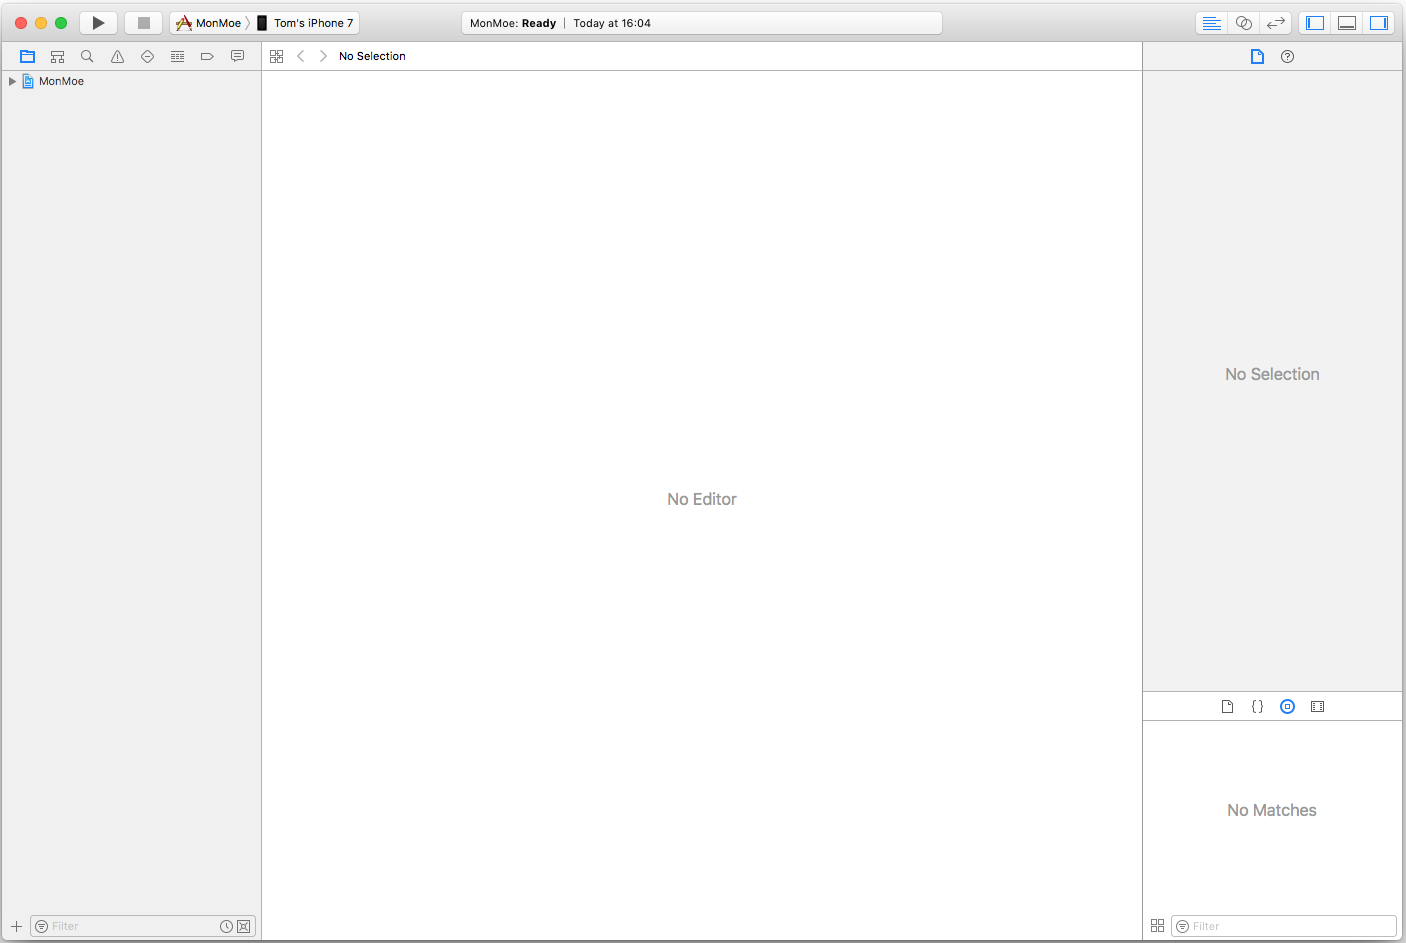 MonMoe
Tom's iPhone 7
MonMoe: Ready
Today at 16:04
No Selection
MonMoe
No Selection
No Editor
{}
No Matches
Filter
Filter